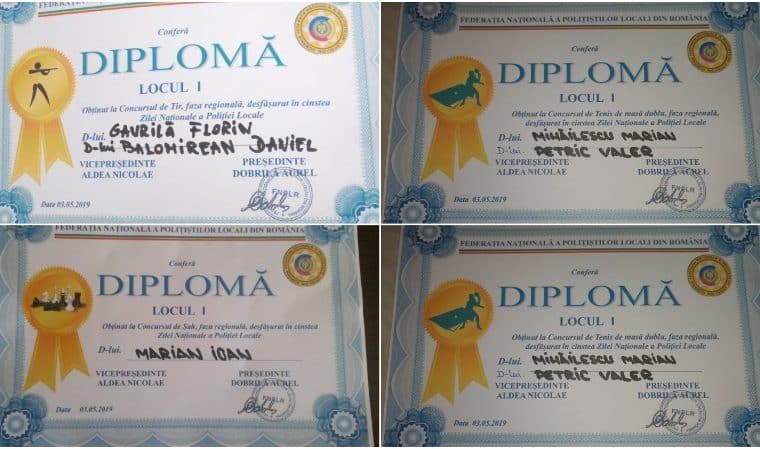 Conferă
DIPLOMĂ
LOCUL I
Obținut la Concursul de Tir, faza regională, desfășurat în cinstea
Zilei Naționale a Poliției Locale
D-lui. GAVRILĂ FLORIN
D-lui BALOMIREAN DANIEL
VICEPREȘEDINTE PREȘEDINTE
ALDEA NICOLAE DOBRILĂ AUREL
FNPLR
Data 03.05.2019
FEDERAȚIA NAȚIONALĂ A POLIȚIȘTILOR LOCALI DIN ROMÂNIA
Conferă
DIPLOMĂ
LOCUL I
Obținut la Concursul de Tenis de masă dublu, faza regională,
desfășurat în cinstea Zilei Naționale a Poliției Locale
D-lui. MIHĂILESCU MARIAN
D-lui. PETRIC VALER
VICEPREȘEDINTE PREȘEDINTE
ALDEA NICOLAE DOBRILĂ AUREL
FNPLR
Data 03.05.2019
FEDERAȚIA NAȚIONALĂ A POLIȚIȘTILOR LOCALI DIN ROMÂNIA
Conferă
DIPLOMĂ
LOCUL I
Obținut la Concursul de Șah, faza regională, desfășurat în cinstea
Zilei Naționale a Poliției Locale
D-lui. MARIAN IOAN
VICEPREȘEDINTE PREȘEDINTE
ALDEA NICOLAE DOBRILĂ AUREL
FNPLR
Data 03.05.2019
FEDERAȚIA NAȚIONALĂ A POLIȚIȘTILOR LOCALI DIN ROMÂNIA
Conferă
DIPLOMĂ
LOCUL I
Obținut la Concursul de Tenis de masă dublu, faza regională,
desfășurat în cinstea Zilei Naționale a Poliției Locale
D-lui. MIHĂILESCU MARIAN
D-lui. PETRIC VALER
VICEPREȘEDINTE PREȘEDINTE
ALDEA NICOLAE DOBRILĂ AUREL
FNPLR
Data 03.05.2019